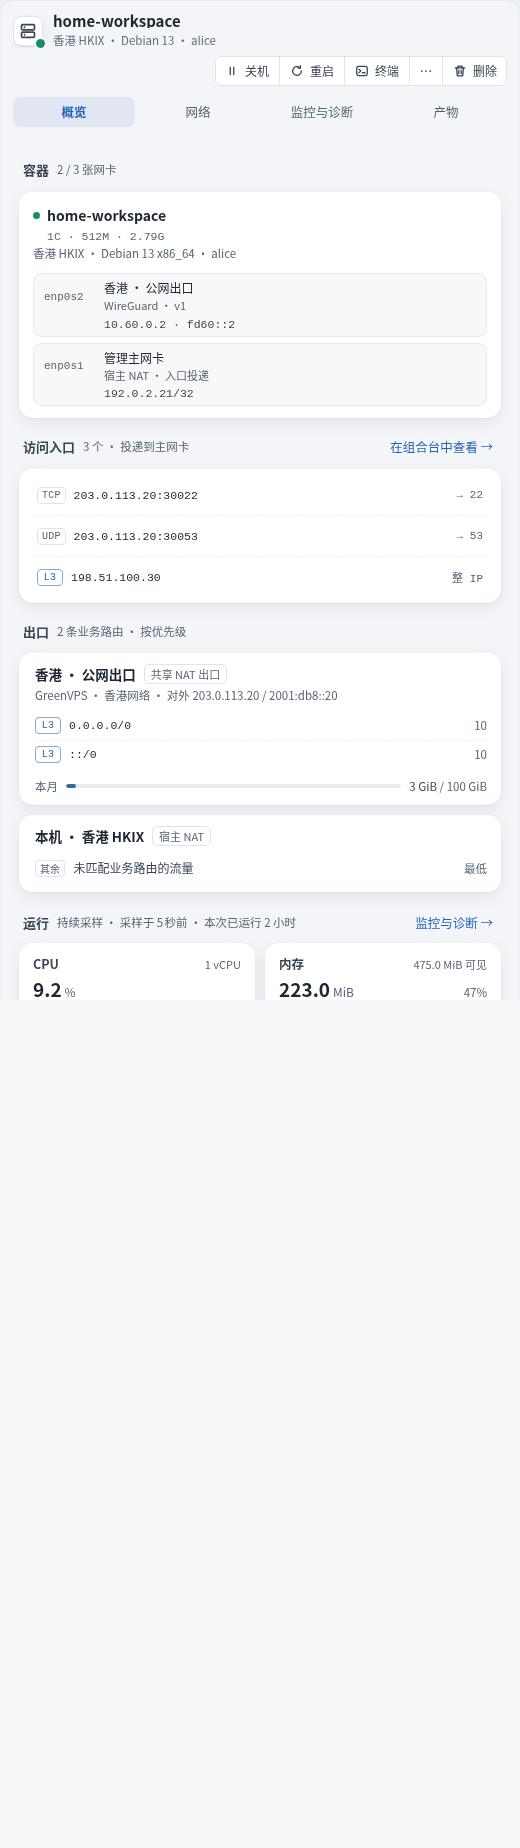 home-workspace
香港 HKIX • Debian 13 • alice
关机 重启 终端 ··· 删除
概览 网络 监控与诊断 产物
容器 2 / 3 张网卡
home-workspace
1C · 512M · 2.79G
香港 HKIX • Debian 13 x86_64 • alice
enp0s2 香港 • 公网出口
WireGuard • v1
10.60.0.2 · fd60::2
enp0s1 管理主网卡
宿主 NAT • 入口投递
192.0.2.21/32
访问入口 3 个 • 投递到主网卡 在组合台中查看 →
TCP 203.0.113.20:30022 → 22
UDP 203.0.113.20:30053 → 53
L3 198.51.100.30 整 IP
出口 2 条业务路由 • 按优先级
香港 • 公网出口 共享 NAT 出口
GreenVPS • 香港网络 • 对外 203.0.113.20 / 2001:db8::20
L3 0.0.0.0/0 10
L3 ::/0 10
本月 3 GiB / 100 GiB
本机 • 香港 HKIX 宿主 NAT
其余 未匹配业务路由的流量 最低
运行 持续采样 • 采样于 5 秒前 • 本次已运行 2 小时 监控与诊断 →
CPU 1 vCPU 内存 475.0 MiB 可见
9.2 % 223.0 MiB 47%